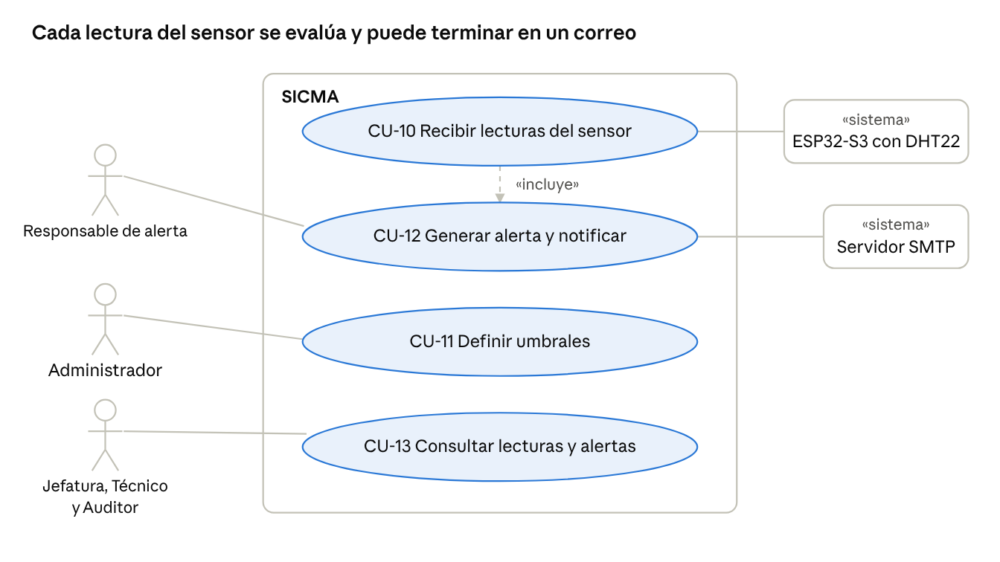 Cada lectura del sensor se evalúa y puede terminar en un correo
SICMA
CU-10 Recibir lecturas del sensor
«sistema»
ESP32-S3 con DHT22
«incluye»
Responsable de alerta
CU-12 Generar alerta y notificar
«sistema»
Servidor SMTP
Administrador
CU-11 Definir umbrales
CU-13 Consultar lecturas y alertas
Jefatura, Técnico
y Auditor